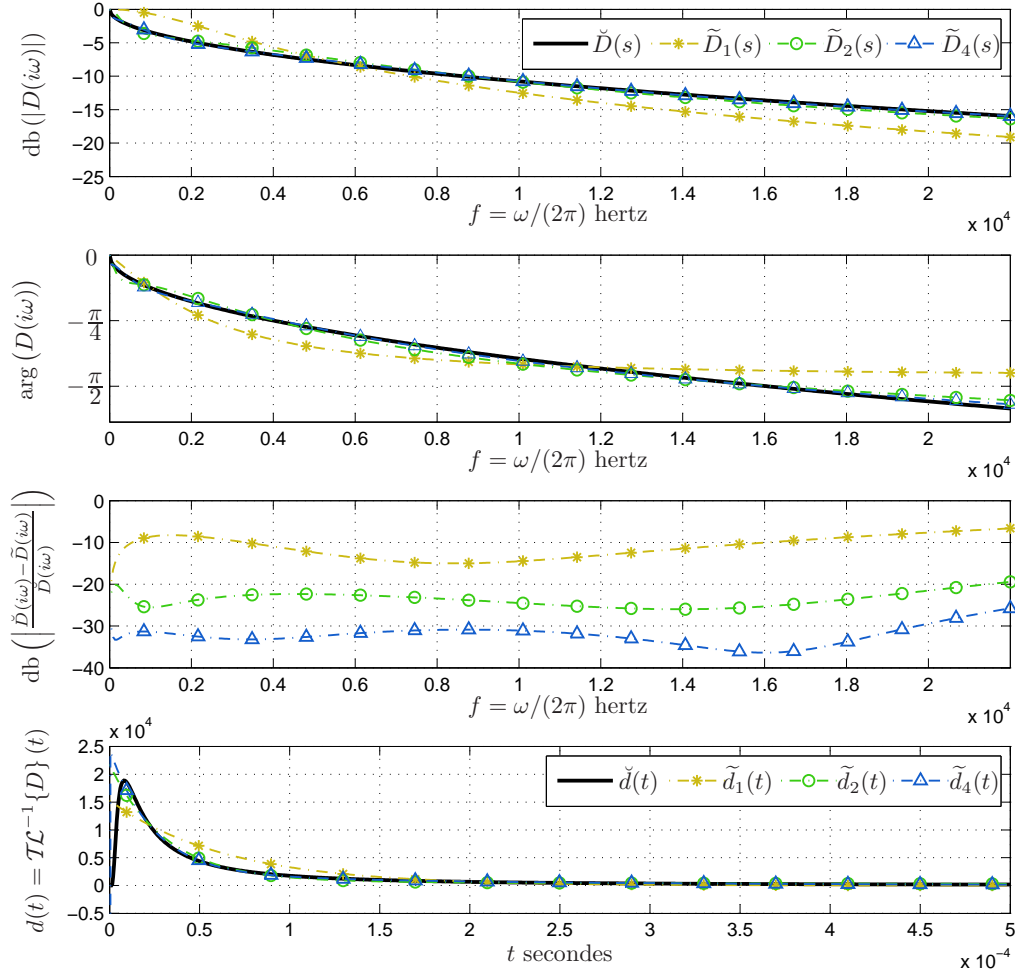 0
−5
−10
−15
−20
−25
db (|D(iω)|)
D̆(s) D̃₁(s) D̃₂(s) D̃₄(s)
0 0.2 0.4 0.6 0.8 1 1.2 1.4 1.6 1.8 2
f = ω/(2π) hertz
x 10⁴
0
−π/4
−π/2
arg (D(iω))
0 0.2 0.4 0.6 0.8 1 1.2 1.4 1.6 1.8 2
f = ω/(2π) hertz
x 10⁴
0
−10
−20
−30
−40
db (|D̆(iω)−D̃(iω)/D̆(iω)|)
0 0.2 0.4 0.6 0.8 1 1.2 1.4 1.6 1.8 2
f = ω/(2π) hertz
x 10⁴
x 10⁴
2.5
2
1.5
1
0.5
0
−0.5
d(t) = 𝒯ℒ⁻¹{D} (t)
d̆(t) d̃₁(t) d̃₂(t) d̃₄(t)
0 0.5 1 1.5 2 2.5 3 3.5 4 4.5 5
t secondes
x 10⁻⁴